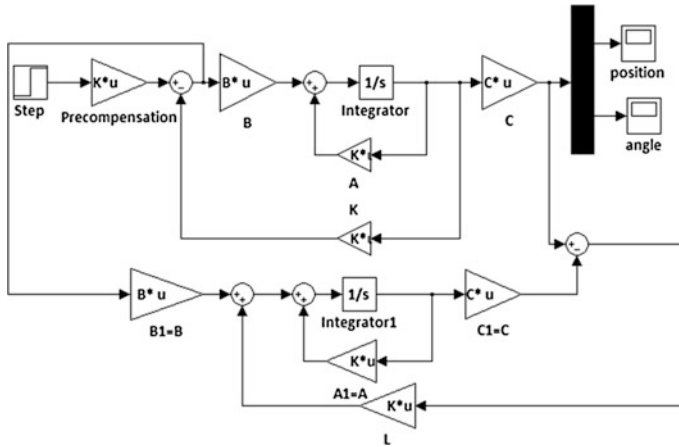 position
Step
K*u
Precompensation
B* u
B
1/s
Integrator
C* u
C
angle
K*
A
K
K*
B* u
B1=B
1/s
Integrator1
C* u
C1=C
K*u
A1=A
K*u
L